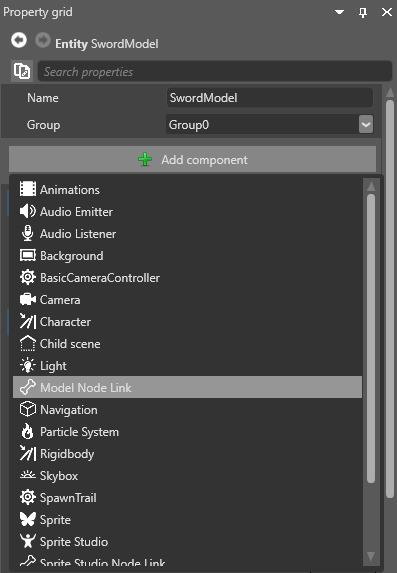 Property grid
Entity SwordModel
Search properties
Name SwordModel
Group Group0
Add component
Animations
Audio Emitter
Audio Listener
Background
BasicCameraController
Camera
Character
Child scene
Light
Model Node Link
Navigation
Particle System
Rigidbody
Skybox
SpawnTrail
Sprite
Sprite Studio
Sprite Studio Node Link